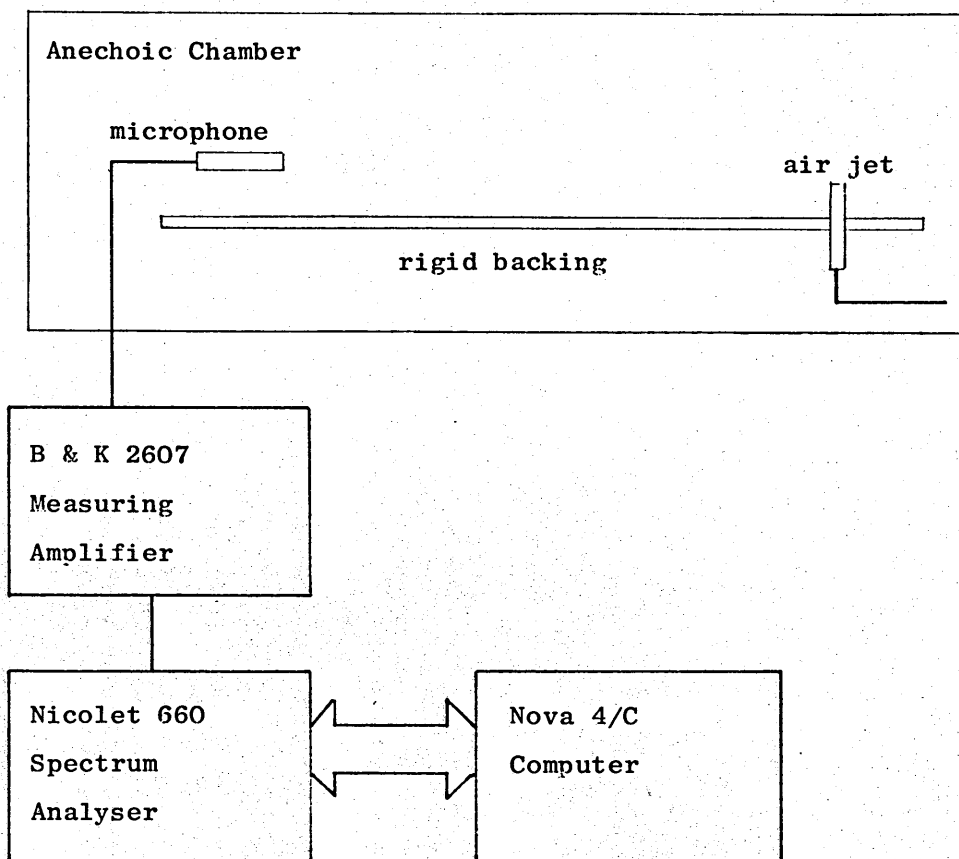 Anechoic Chamber
microphone
air jet
rigid backing
B & K 2607
Measuring
Amplifier
Nicolet 660
Spectrum
Analyser
Nova 4/C
Computer